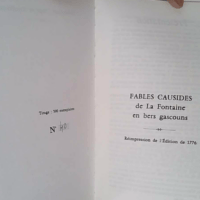 Tirage : 300 exemplaires
N°
FABLES CAUSIDES
de La Fontaine
en bers gascouns
Réimpression de l'Édition de 1776